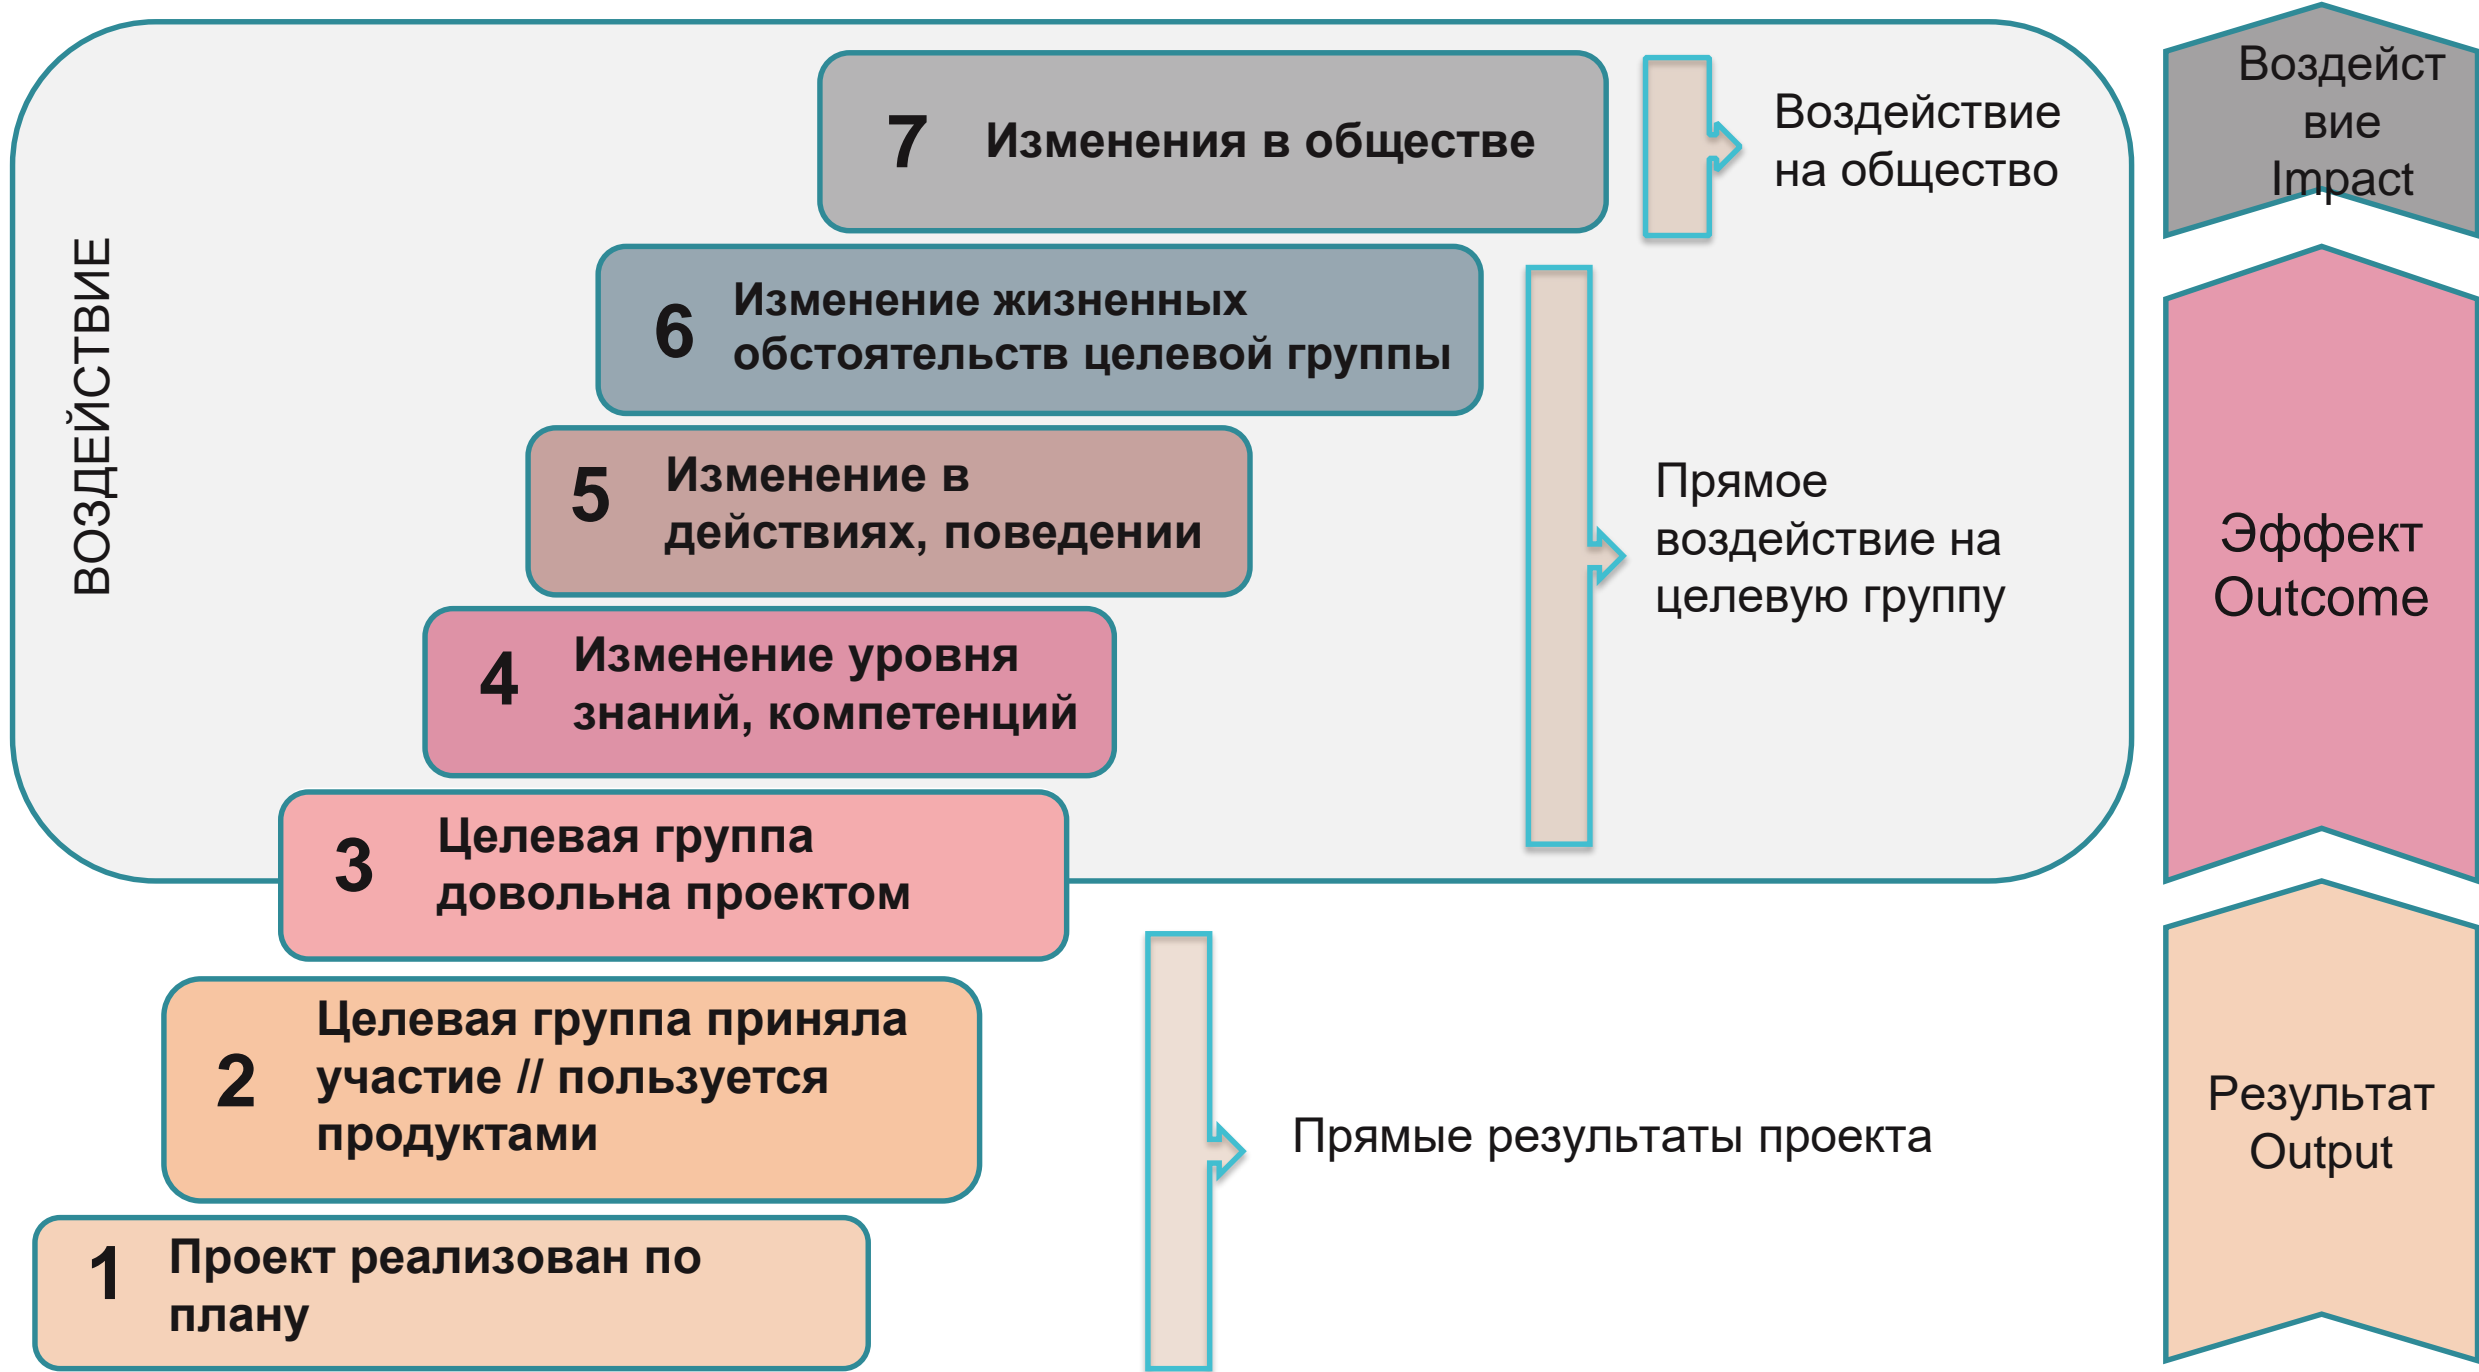 ВОЗДЕЙСТВИЕ
7
Изменения в обществе
Воздействие
на общество
6
Изменение жизненных
обстоятельств целевой группы
5
Изменение в
действиях, поведении
Прямое
воздействие на
целевую группу
4
Изменение уровня
знаний, компетенций
3
Целевая группа
довольна проектом
2
Целевая группа приняла
участие // пользуется
продуктами
Прямые результаты проекта
1
Проект реализован по
плану
Воздейст
вие
Impact
Эффект
Outcome
Результат
Output